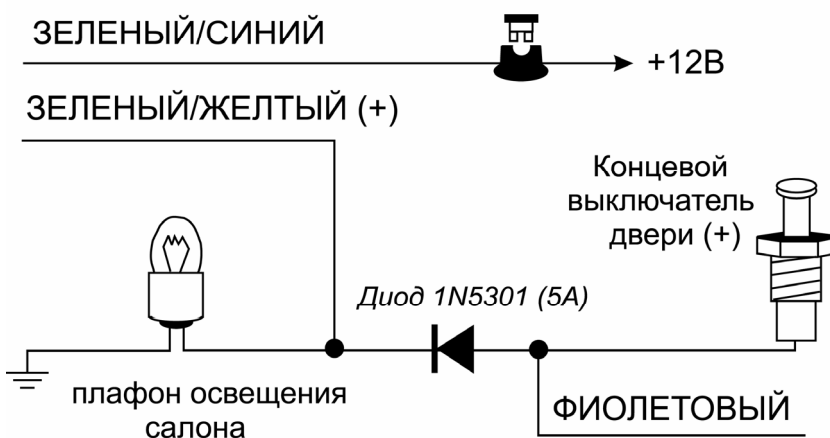 ЗЕЛЕНЫЙ/СИНИЙ
+12В
ЗЕЛЕНЫЙ/ЖЕЛТЫЙ (+)
Концевой
выключатель
двери (+)
Диод 1N5301 (5А)
плафон освещения
салона
ФИОЛЕТОВЫЙ